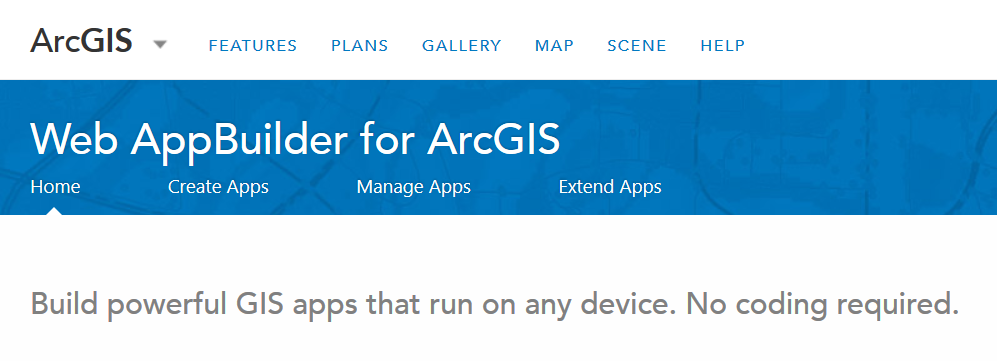 ArcGIS FEATURES PLANS GALLERY MAP SCENE HELP
Web AppBuilder for ArcGIS
Home Create Apps Manage Apps Extend Apps
Build powerful GIS apps that run on any device. No coding required.